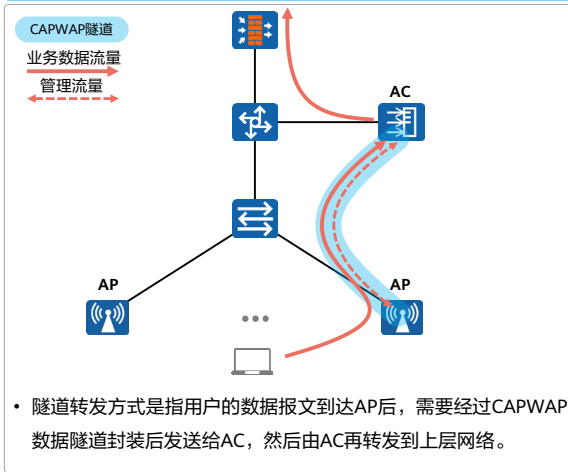 CAPWAP隧道
业务数据流量
管理流量
AC
AP
AP
• 隧道转发方式是指用户的数据报文到达AP后，需要经过CAPWAP
数据隧道封装后发送给AC，然后由AC再转发到上层网络。